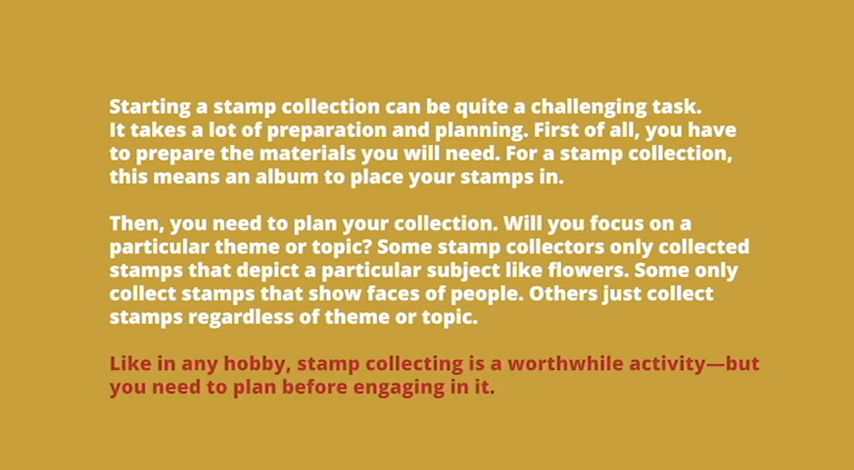 Starting a stamp collection can be quite a challenging task.
It takes a lot of preparation and planning. First of all, you have
to prepare the materials you will need. For a stamp collection,
this means an album to place your stamps in.
Then, you need to plan your collection. Will you focus on a
particular theme or topic? Some stamp collectors only collected
stamps that depict a particular subject like flowers. Some only
collect stamps that show faces of people. Others just collect
stamps regardless of theme or topic.
Like in any hobby, stamp collecting is a worthwhile activity—but
you need to plan before engaging in it.